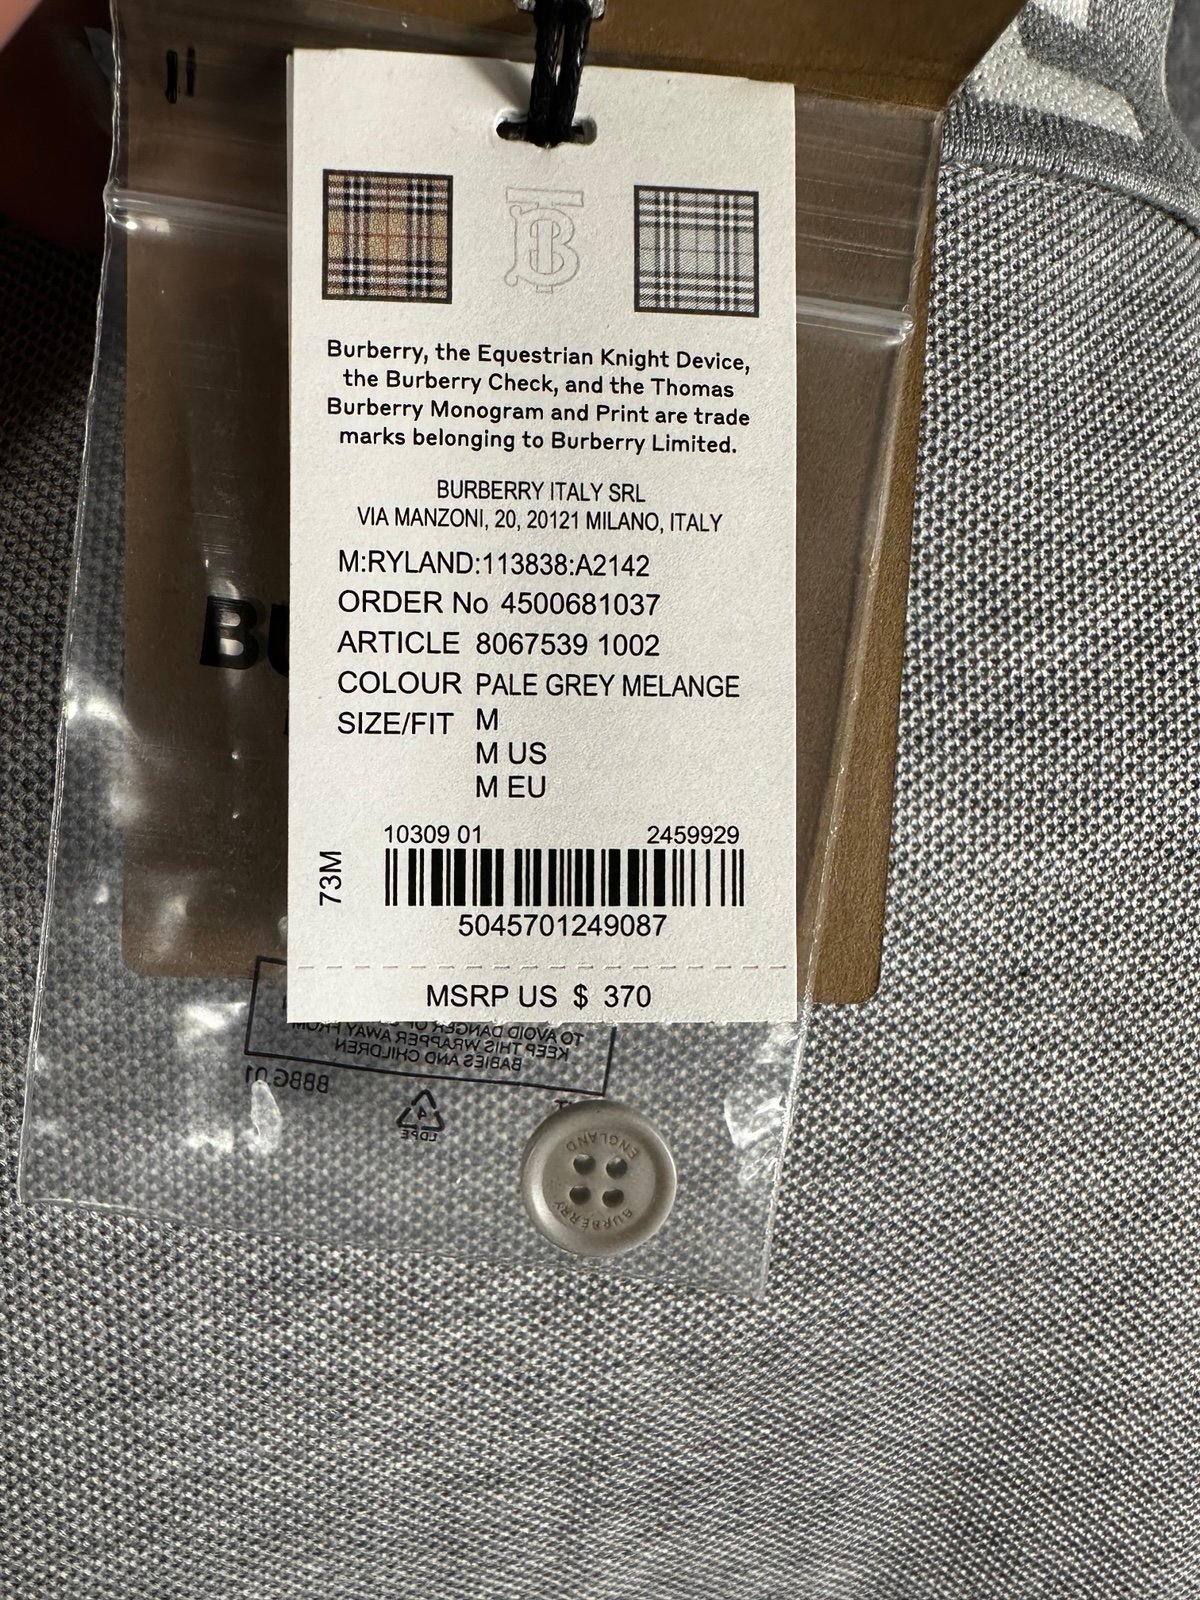 Burberry, the Equestrian Knight Device,
the Burberry Check, and the Thomas
Burberry Monogram and Print are trade
marks belonging to Burberry Limited.
BURBERRY ITALY SRL
VIA MANZONI, 20, 20121 MILANO, ITALY
M:RYLAND:113838:A2142
ORDER No 4500681037
ARTICLE 8067539 1002
COLOUR PALE GREY MELANGE
SIZE/FIT M
M US
M EU
10309 01 2459929
73M
5045701249087
MSRP US $ 370
TO AVOID DANGER OF
KEEP THIS WRAPPER AWAY FROM
BABIES AND CHILDREN
BBBG.01
4
LDPE
ENGLAND
BURBERRY